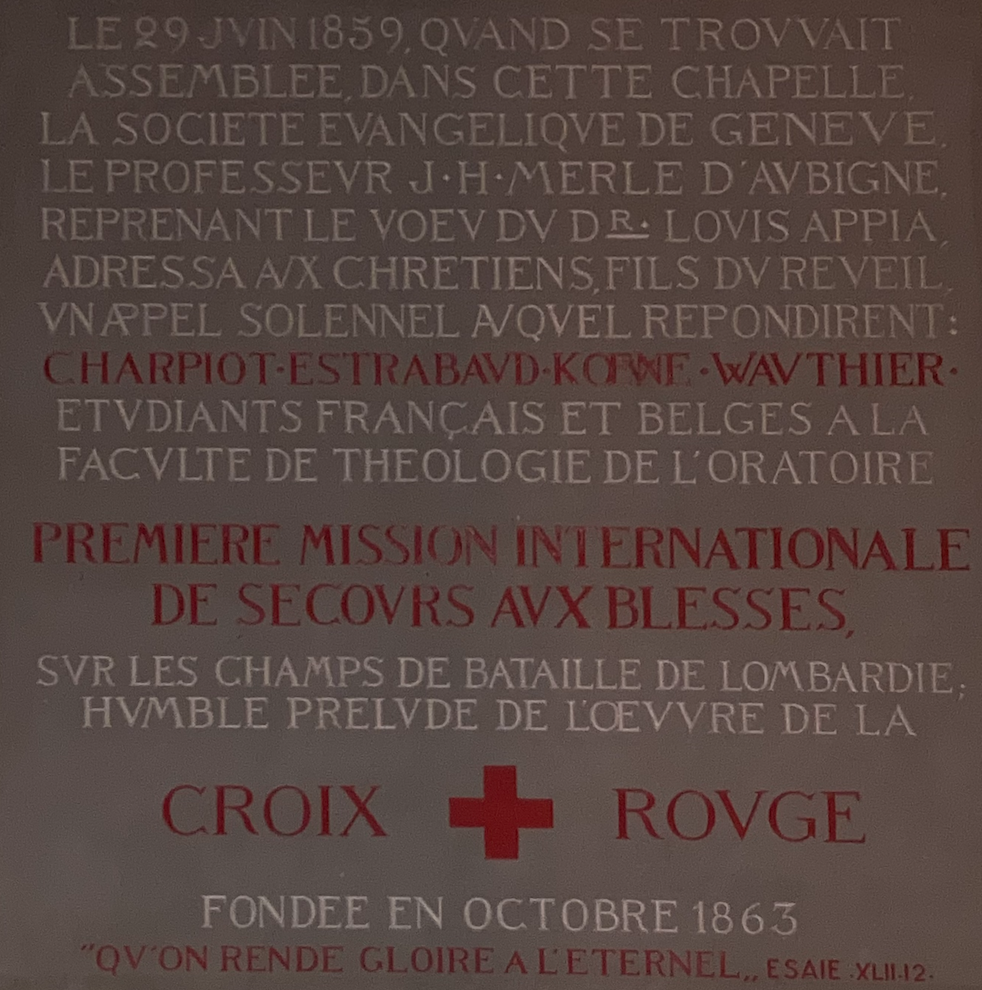 LE 29 JVIN 1859, QVAND SE TROVVAIT
ASSEMBLEE, DANS CETTE CHAPELLE,
LA SOCIETE EVANGELIQVE DE GENEVE,
LE PROFESSEVR J·H·MERLE D'AVBIGNE,
REPRENANT LE VOEV DV DR. LOVIS APPIA,
ADRESSA AVX CHRETIENS, FILS DV REVEIL,
VN APPEL SOLENNEL AVQVEL REPONDIRENT:
CHARPIOT·ESTRABAVD· ·WAVTHIER·
ETVDIANTS FRANÇAIS ET BELGES A LA
FACVLTE DE THEOLOGIE DE L'ORATOIRE
PREMIERE MISSION INTERNATIONALE
DE SECOVRS AVX BLESSES,
SVR LES CHAMPS DE BATAILLE DE LOMBARDIE;
HVMBLE PRELVDE DE L'ŒVVRE DE LA
CROIX ROVGE
FONDEE EN OCTOBRE 1863
"QV'ON RENDE GLOIRE A L'ETERNEL,, ESAIE·XLII·12·